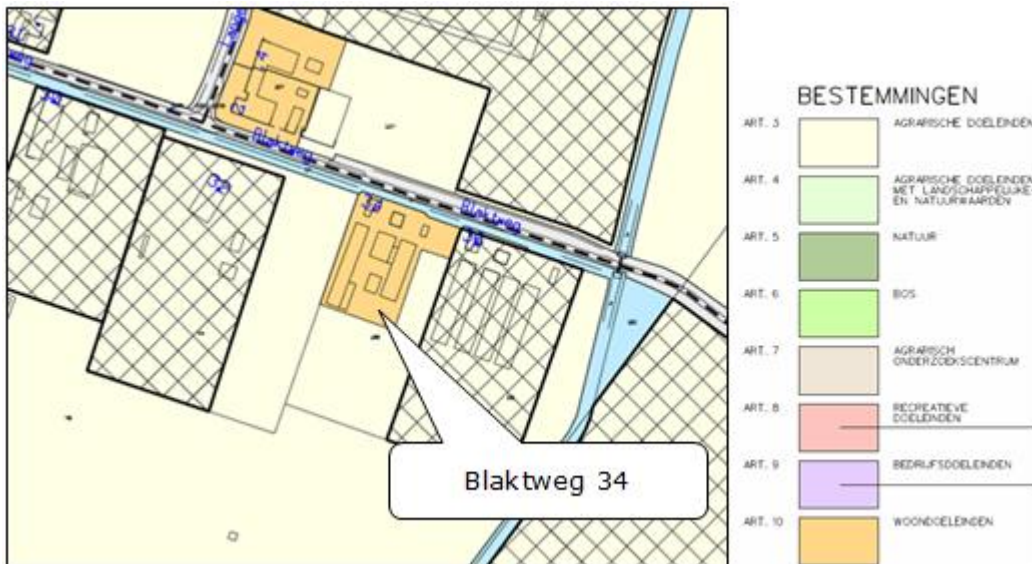 Blaktweg
Blaktweg
Blaktweg 34
BESTEMMINGEN
ART. 3 AGRARISCHE DOELEINDEN
ART. 4 AGRARISCHE DOELEINDEN
MET LANDSCHAPPELIJKE
EN NATUURWAARDEN
ART. 5 NATUUR
ART. 6 BOS
ART. 7 AGRARISCH
ONDERZOEKSCENTRUM
ART. 8 RECREATIEVE
DOELEINDEN
ART. 9 BEDRIJFSDOELEINDEN
ART. 10 WOONDOELEINDEN